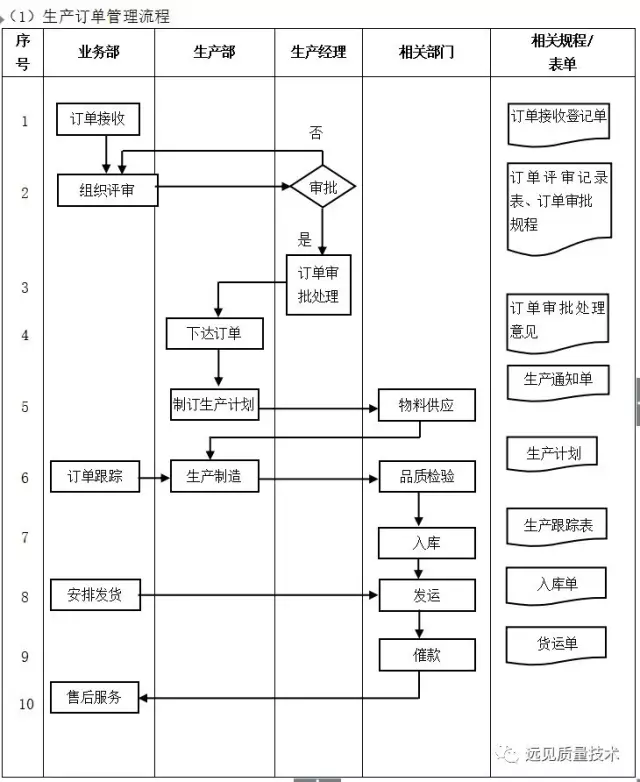 （1）生产订单管理流程
序号 业务部 生产部 生产经理 相关部门 相关规程/表单
1 订单接收 订单接收登记单
否
2 组织评审 审批 订单评审记录表、订单审批规程
是
3 订单审批处理
4 下达订单 订单审批处理意见
生产通知单
5 制订生产计划 物料供应
生产计划
6 订单跟踪 生产制造 品质检验
生产跟踪表
7 入库
入库单
8 安排发货 发运
货运单
9 催款
10 售后服务
远见质量技术